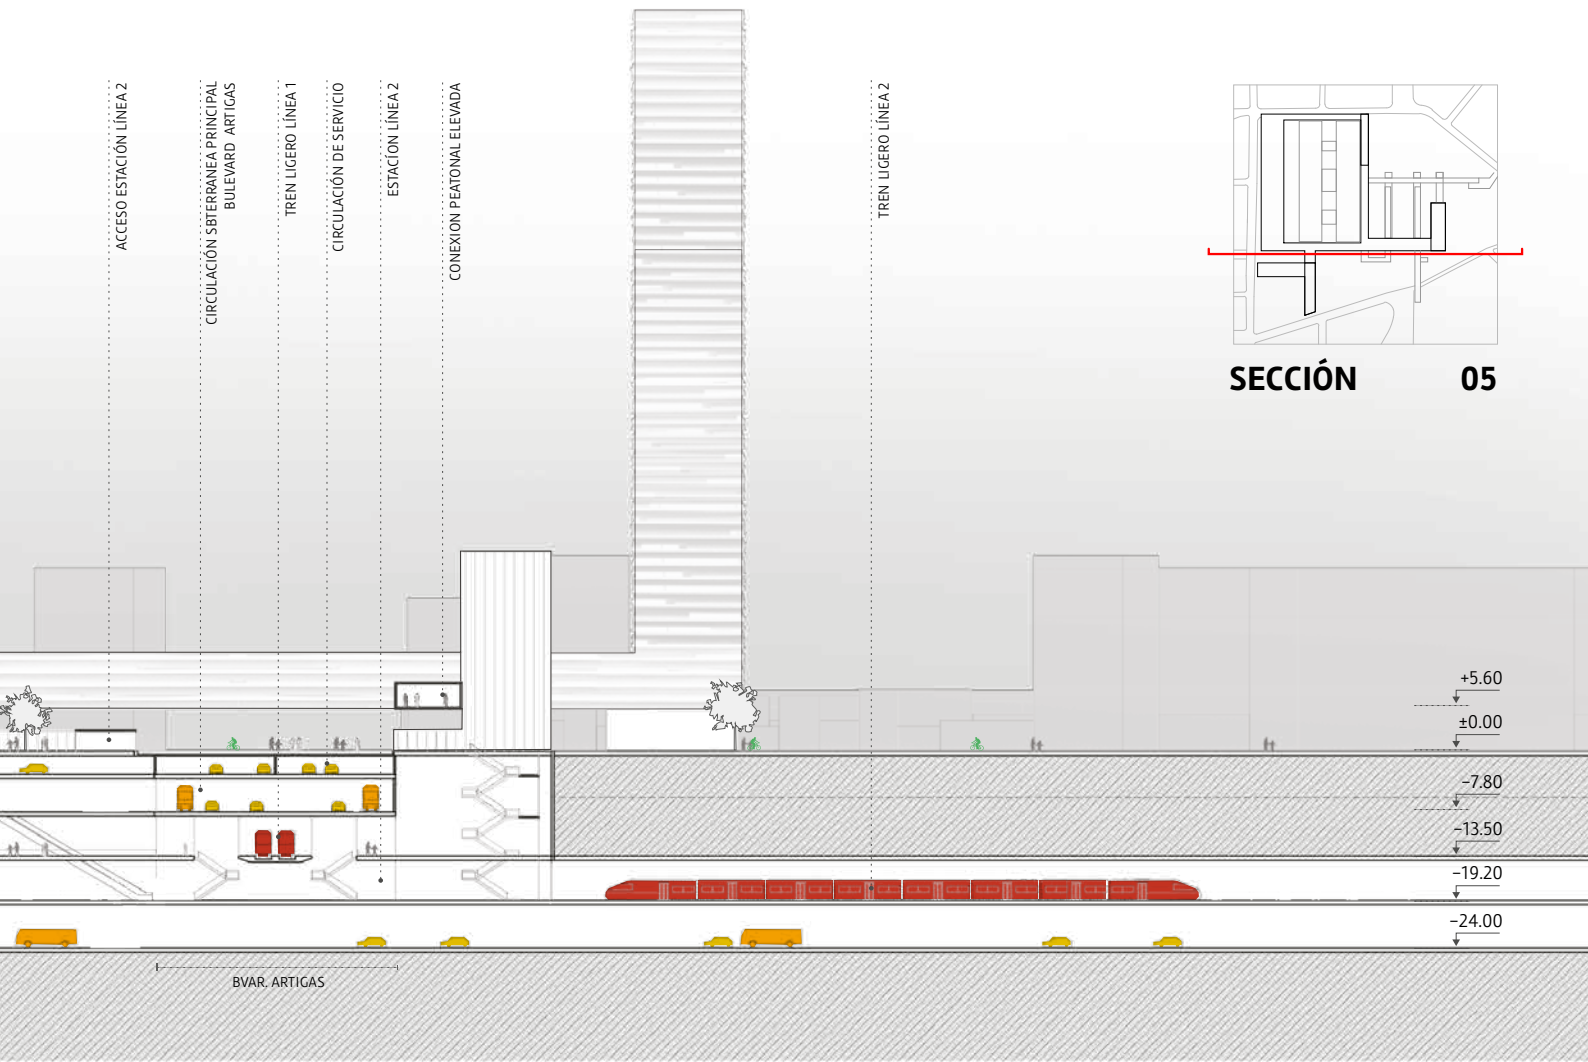 ACCESO ESTACIÓN LÍNEA 2
CIRCULACIÓN SBTERRANEA PRINCIPAL
BULEVARD ARTIGAS
TREN LIGERO LÍNEA 1
CIRCULACIÓN DE SERVICIO
ESTACÍON LÍNEA 2
CONEXION PEATONAL ELEVADA
TREN LIGERO LÍNEA 2
SECCIÓN 05
+5.60
±0.00
−7.80
−13.50
−19.20
−24.00
BVAR. ARTIGAS